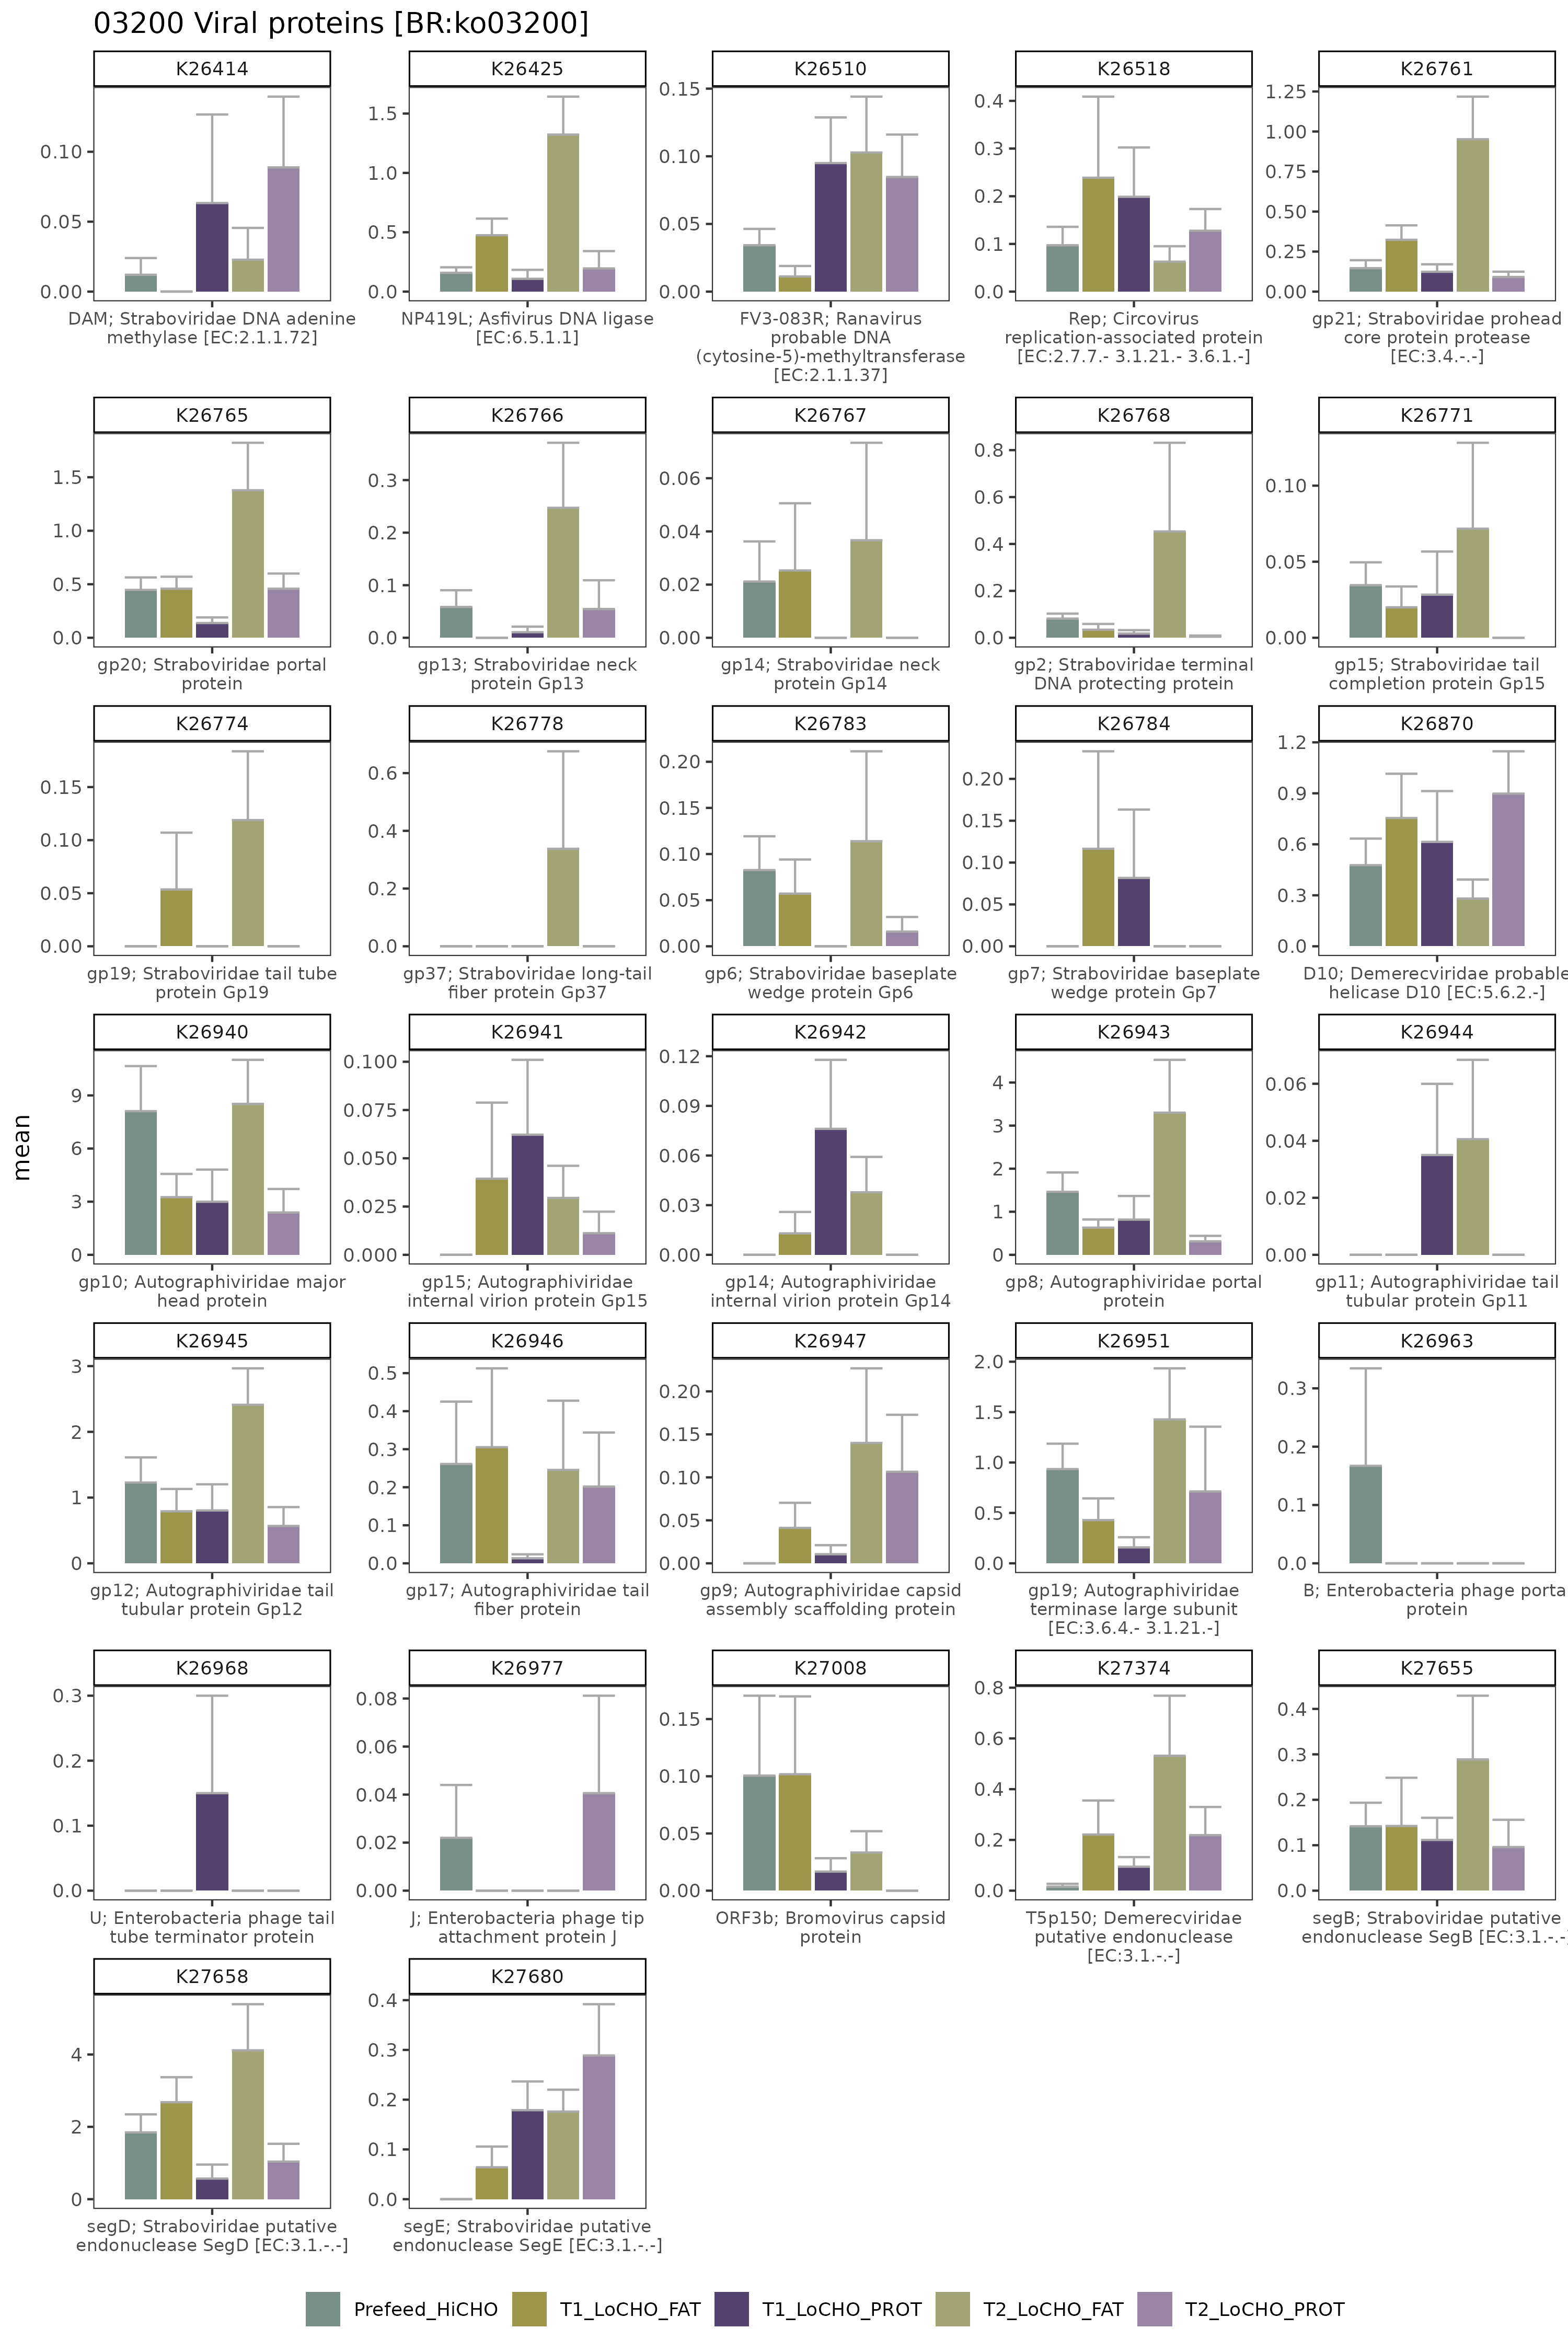 03200 Viral proteins [BR:ko03200]
K26414
K26425
K26510
K26518
K26761
0.10
0.05
0.00
1.5
1.0
0.5
0.0
0.15
0.10
0.05
0.00
0.4
0.3
0.2
0.1
0.0
1.25
1.00
0.75
0.50
0.25
0.00
DAM; Straboviridae DNA adenine
methylase [EC:2.1.1.72]
NP419L; Asfivirus DNA ligase
[EC:6.5.1.1]
FV3-083R; Ranavirus
probable DNA
(cytosine-5)-methyltransferase
[EC:2.1.1.37]
Rep; Circovirus
replication-associated protein
[EC:2.7.7.- 3.1.21.- 3.6.1.-]
gp21; Straboviridae prohead
core protein protease
[EC:3.4.-.-]
K26765
K26766
K26767
K26768
K26771
1.5
1.0
0.5
0.0
0.3
0.2
0.1
0.0
0.06
0.04
0.02
0.00
0.8
0.6
0.4
0.2
0.0
0.10
0.05
0.00
gp20; Straboviridae portal
protein
gp13; Straboviridae neck
protein Gp13
gp14; Straboviridae neck
protein Gp14
gp2; Straboviridae terminal
DNA protecting protein
gp15; Straboviridae tail
completion protein Gp15
K26774
K26778
K26783
K26784
K26870
0.15
0.10
0.05
0.00
0.6
0.4
0.2
0.0
0.20
0.15
0.10
0.05
0.00
0.20
0.15
0.10
0.05
0.00
1.2
0.9
0.6
0.3
0.0
gp19; Straboviridae tail tube
protein Gp19
gp37; Straboviridae long-tail
fiber protein Gp37
gp6; Straboviridae baseplate
wedge protein Gp6
gp7; Straboviridae baseplate
wedge protein Gp7
D10; Demerecviridae probable
helicase D10 [EC:5.6.2.-]
mean
K26940
K26941
K26942
K26943
K26944
9
6
3
0
0.100
0.075
0.050
0.025
0.000
0.12
0.09
0.06
0.03
0.00
4
3
2
1
0
0.06
0.04
0.02
0.00
gp10; Autographiviridae major
head protein
gp15; Autographiviridae
internal virion protein Gp15
gp14; Autographiviridae
internal virion protein Gp14
gp8; Autographiviridae portal
protein
gp11; Autographiviridae tail
tubular protein Gp11
K26945
K26946
K26947
K26951
K26963
3
2
1
0
0.5
0.4
0.3
0.2
0.1
0.0
0.20
0.15
0.10
0.05
0.00
2.0
1.5
1.0
0.5
0.0
0.3
0.2
0.1
0.0
gp12; Autographiviridae tail
tubular protein Gp12
gp17; Autographiviridae tail
fiber protein
gp9; Autographiviridae capsid
assembly scaffolding protein
gp19; Autographiviridae
terminase large subunit
[EC:3.6.4.- 3.1.21.-]
B; Enterobacteria phage porta
protein
K26968
K26977
K27008
K27374
K27655
0.3
0.2
0.1
0.0
0.08
0.06
0.04
0.02
0.00
0.15
0.10
0.05
0.00
0.8
0.6
0.4
0.2
0.0
0.4
0.3
0.2
0.1
0.0
U; Enterobacteria phage tail
tube terminator protein
J; Enterobacteria phage tip
attachment protein J
ORF3b; Bromovirus capsid
protein
T5p150; Demerecviridae
putative endonuclease
[EC:3.1.-.-]
segB; Straboviridae putative
endonuclease SegB [EC:3.1.-.-
K27658
K27680
4
2
0
0.4
0.3
0.2
0.1
0.0
segD; Straboviridae putative
endonuclease SegD [EC:3.1.-.-]
segE; Straboviridae putative
endonuclease SegE [EC:3.1.-.-]
Prefeed_HiCHO
T1_LoCHO_FAT
T1_LoCHO_PROT
T2_LoCHO_FAT
T2_LoCHO_PROT